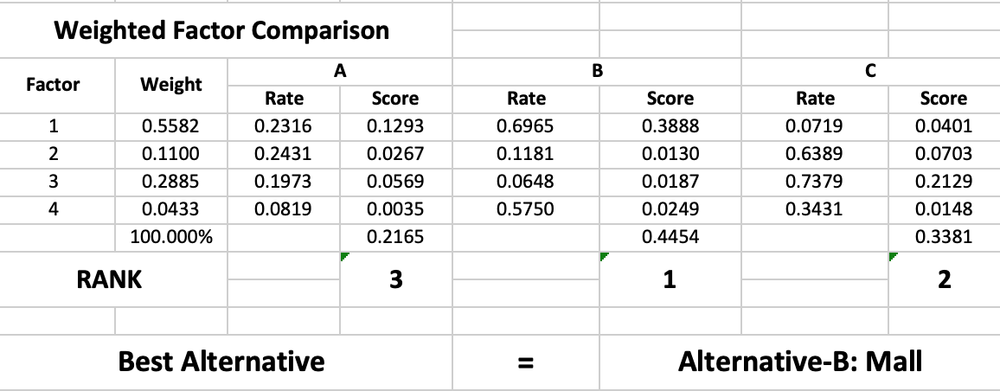 Weighted Factor Comparison
Factor Weight A B C
Rate Score Rate Score Rate Score
1 0.5582 0.2316 0.1293 0.6965 0.3888 0.0719 0.0401
2 0.1100 0.2431 0.0267 0.1181 0.0130 0.6389 0.0703
3 0.2885 0.1973 0.0569 0.0648 0.0187 0.7379 0.2129
4 0.0433 0.0819 0.0035 0.5750 0.0249 0.3431 0.0148
100.000% 0.2165 0.4454 0.3381
RANK 3 1 2
Best Alternative = Alternative-B: Mall